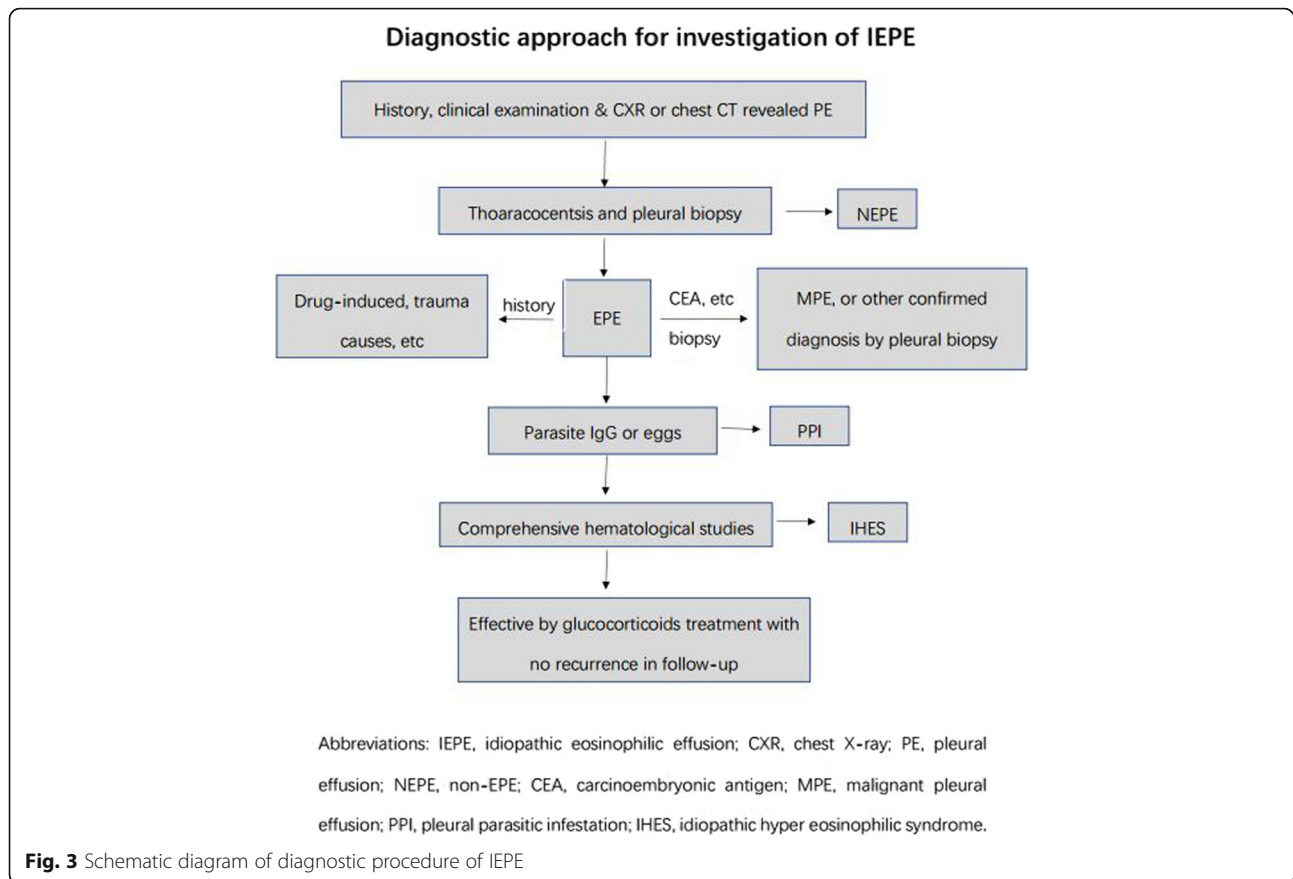 Diagnostic approach for investigation of IEPE
History, clinical examination & CXR or chest CT revealed PE
Thoaracocentsis and pleural biopsy
NEPE
Drug-induced, trauma
causes, etc
history
EPE
CEA, etc
biopsy
MPE, or other confirmed
diagnosis by pleural biopsy
Parasite IgG or eggs
PPI
Comprehensive hematological studies
IHES
Effective by glucocorticoids treatment with
no recurrence in follow-up
Abbreviations: IEPE, idiopathic eosinophilic effusion; CXR, chest X-ray; PE, pleural
effusion; NEPE, non-EPE; CEA, carcinoembryonic antigen; MPE, malignant pleural
effusion; PPI, pleural parasitic infestation; IHES, idiopathic hyper eosinophilic syndrome.
Fig. 3 Schematic diagram of diagnostic procedure of IEPE